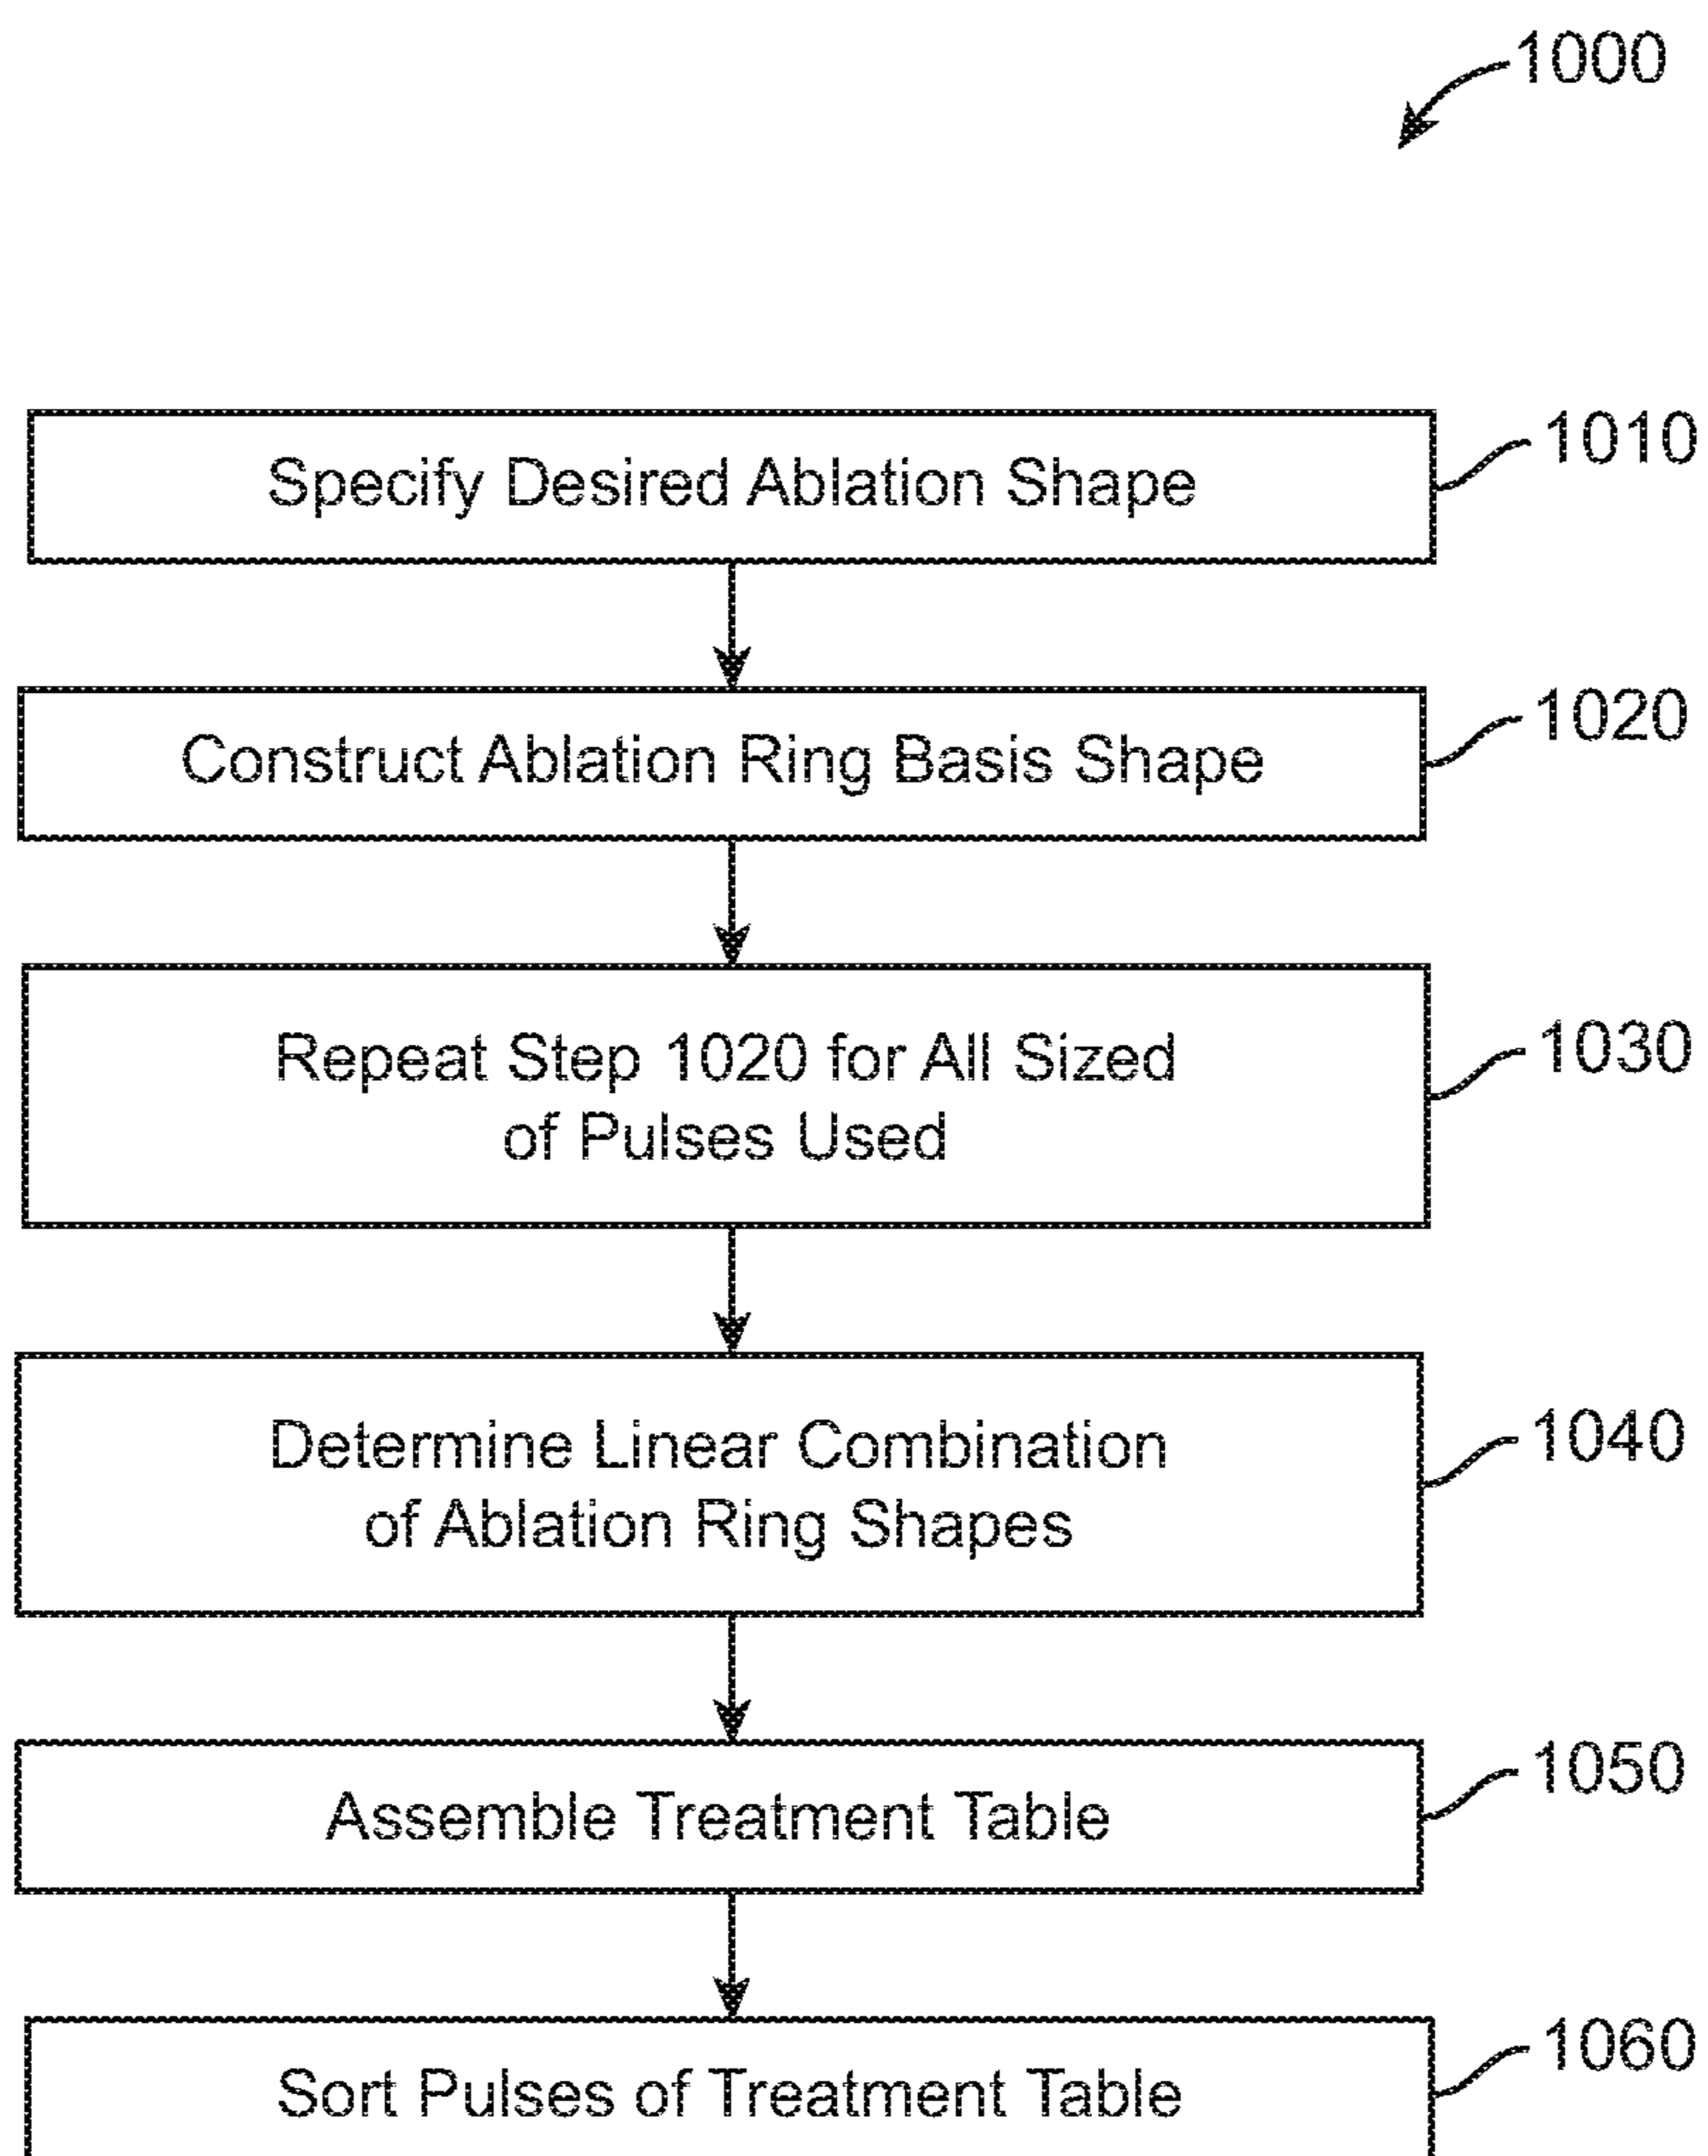 1000
Specify Desired Ablation Shape
1010
Construct Ablation Ring Basis Shape
1020
Repeat Step 1020 for All Sized
of Pulses Used
1030
Determine Linear Combination
of Ablation Ring Shapes
1040
Assemble Treatment Table
1050
Sort Pulses of Treatment Table
1060